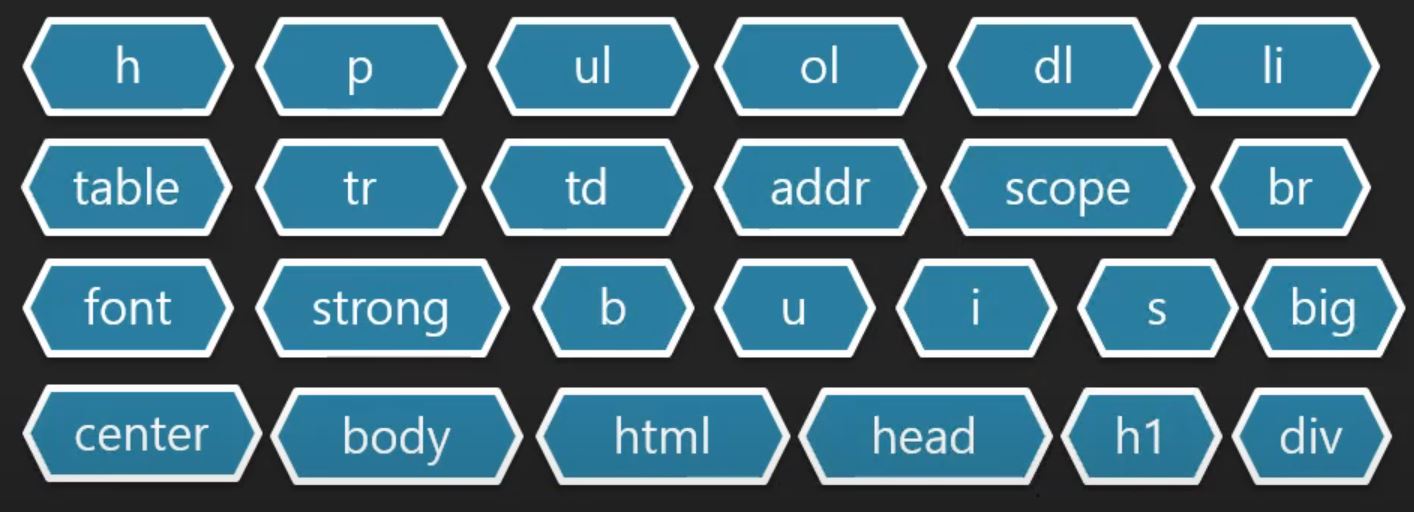 h p ul ol dl li
table tr td addr scope br
font strong b u i s big
center body html head h1 div